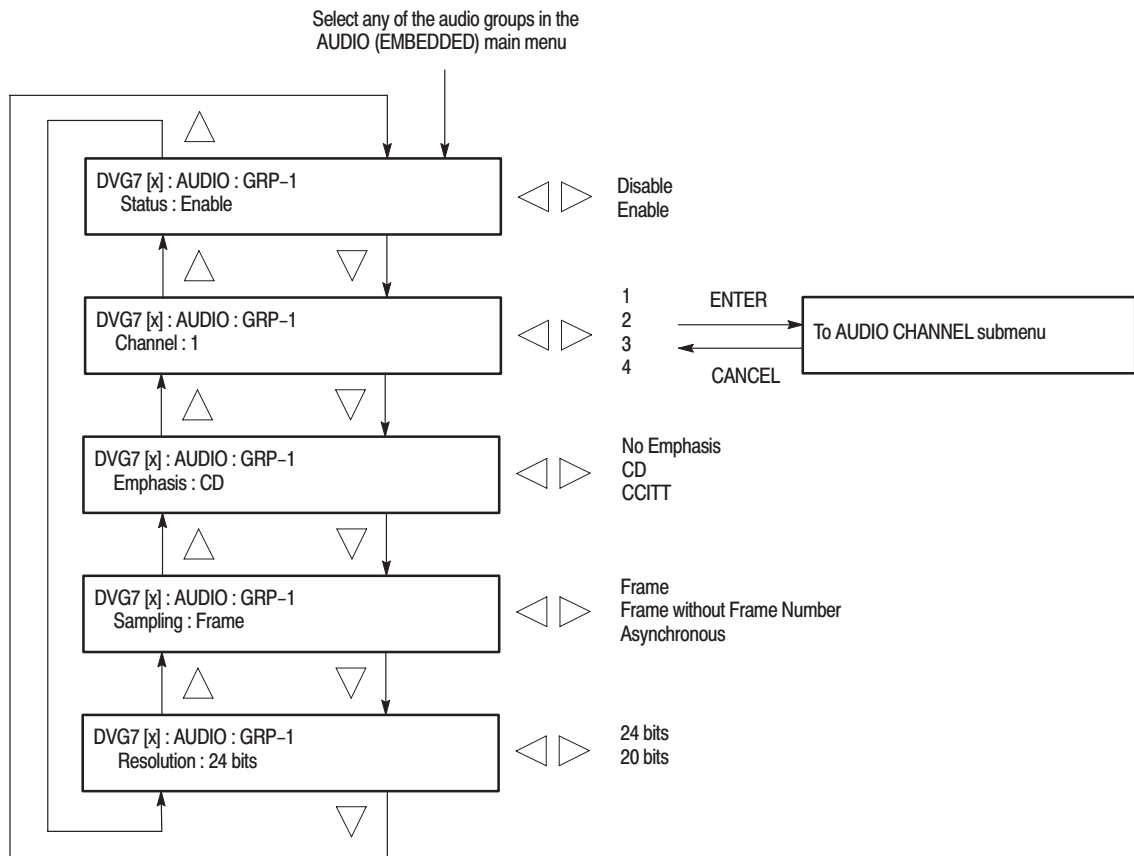 Select any of the audio groups in the
AUDIO (EMBEDDED) main menu
DVG7 [x] : AUDIO : GRP–1
Status : Enable
Disable
Enable
DVG7 [x] : AUDIO : GRP–1
Channel : 1
1
2
3
4
ENTER
CANCEL
To AUDIO CHANNEL submenu
DVG7 [x] : AUDIO : GRP–1
Emphasis : CD
No Emphasis
CD
CCITT
DVG7 [x] : AUDIO : GRP–1
Sampling : Frame
Frame
Frame without Frame Number
Asynchronous
DVG7 [x] : AUDIO : GRP–1
Resolution : 24 bits
24 bits
20 bits